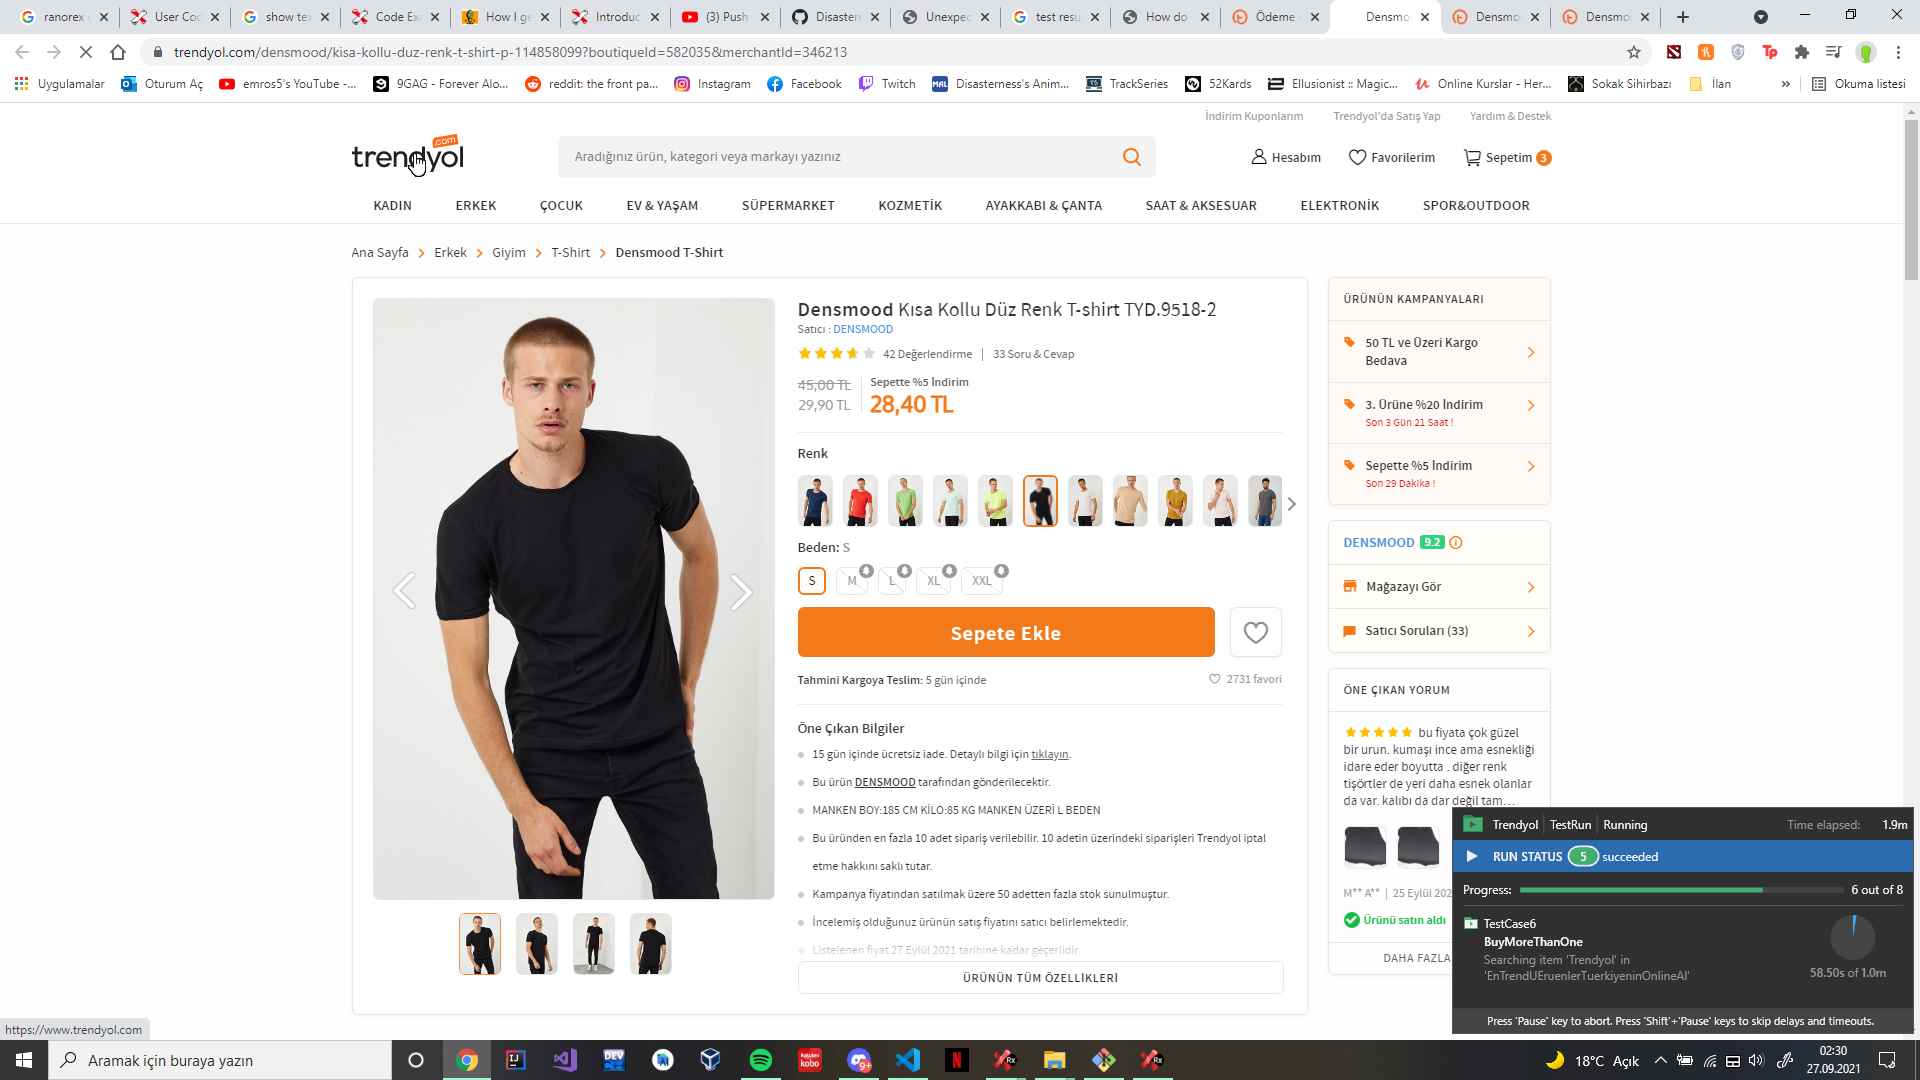 ranorex
User Co
show te
Code Ex
How I g
Introduc
(3) Push
Disaster
Unexpec
test resu
How do
Ödeme
Densmo
Densmo
Densmo
trendyol.com/densmood/kisa-kollu-duz-renk-t-shirt-p-114858099?boutiqueId=582035&merchantId=346213
Uygulamalar
Oturum Aç
emros5's YouTube -...
9GAG - Forever Alo...
reddit: the front pa...
Instagram
Facebook
Twitch
Disasterness's Anim...
TrackSeries
52Kards
Ellusionist :: Magic...
Online Kurslar - Her...
Sokak Sihirbazı
İlan
»
Okuma listesi
İndirim Kuponlarım
Trendyol'da Satış Yap
Yardım & Destek
trendyol.com
Aradığınız ürün, kategori veya markayı yazınız
Hesabım
Favorilerim
Sepetim 3
KADIN ERKEK ÇOCUK EV & YAŞAM SÜPERMARKET KOZMETİK AYAKKABI & ÇANTA SAAT & AKSESUAR ELEKTRONİK SPOR&OUTDOOR
Ana Sayfa > Erkek > Giyim > T-Shirt > Densmood T-Shirt
Densmood Kısa Kollu Düz Renk T-shirt TYD.9518-2
Satıcı : DENSMOOD
42 Değerlendirme | 33 Soru & Cevap
45,00 TL
29,90 TL
Sepette %5 İndirim
28,40 TL
Renk
Beden: S
S M L XL XXL
Sepete Ekle
Tahmini Kargoya Teslim: 5 gün içinde
2731 favori
Öne Çıkan Bilgiler
15 gün içinde ücretsiz iade. Detaylı bilgi için tıklayın.
Bu ürün DENSMOOD tarafından gönderilecektir.
MANKEN BOY:185 CM KİLO:85 KG MANKEN ÜZERİ L BEDEN
Bu üründen en fazla 10 adet sipariş verilebilir. 10 adetin üzerindeki siparişleri Trendyol iptal
etme hakkını saklı tutar.
Kampanya fiyatından satılmak üzere 50 adetten fazla stok sunulmuştur.
İncelemiş olduğunuz ürünün satış fiyatını satıcı belirlemektedir.
Listelenen fiyat 27 Eylül 2021 tarihine kadar geçerlidir.
ÜRÜNÜN TÜM ÖZELLİKLERİ
ÜRÜNÜN KAMPANYALARI
50 TL ve Üzeri Kargo
Bedava
3. Ürüne %20 İndirim
Son 3 Gün 21 Saat !
Sepette %5 İndirim
Son 29 Dakika !
DENSMOOD 9.2
Mağazayı Gör
Satıcı Soruları (33)
ÖNE ÇIKAN YORUM
bu fiyata çok güzel
bir urun. kumaşı ince ama esnekliği
idare eder boyutta . diğer renk
tişörtler de yeri daha esnek olanlar
da var. kalıbı da dar değil tam...
M** A** | 25 Eylül 202
Ürünü satın aldı
DAHA FAZLA
Trendyol | TestRun | Running
Time elapsed: 1.9m
RUN STATUS 5 succeeded
Progress: 6 out of 8
TestCase6
BuyMoreThanOne
Searching item 'Trendyol' in
'EnTrendUEruenlerTuerkiyeninOnlineAl'
58.50s of 1.0m
Press 'Pause' key to abort. Press 'Shift'+'Pause' keys to skip delays and timeouts.
https://www.trendyol.com
Aramak için buraya yazın
18°C Açık
02:30
27.09.2021